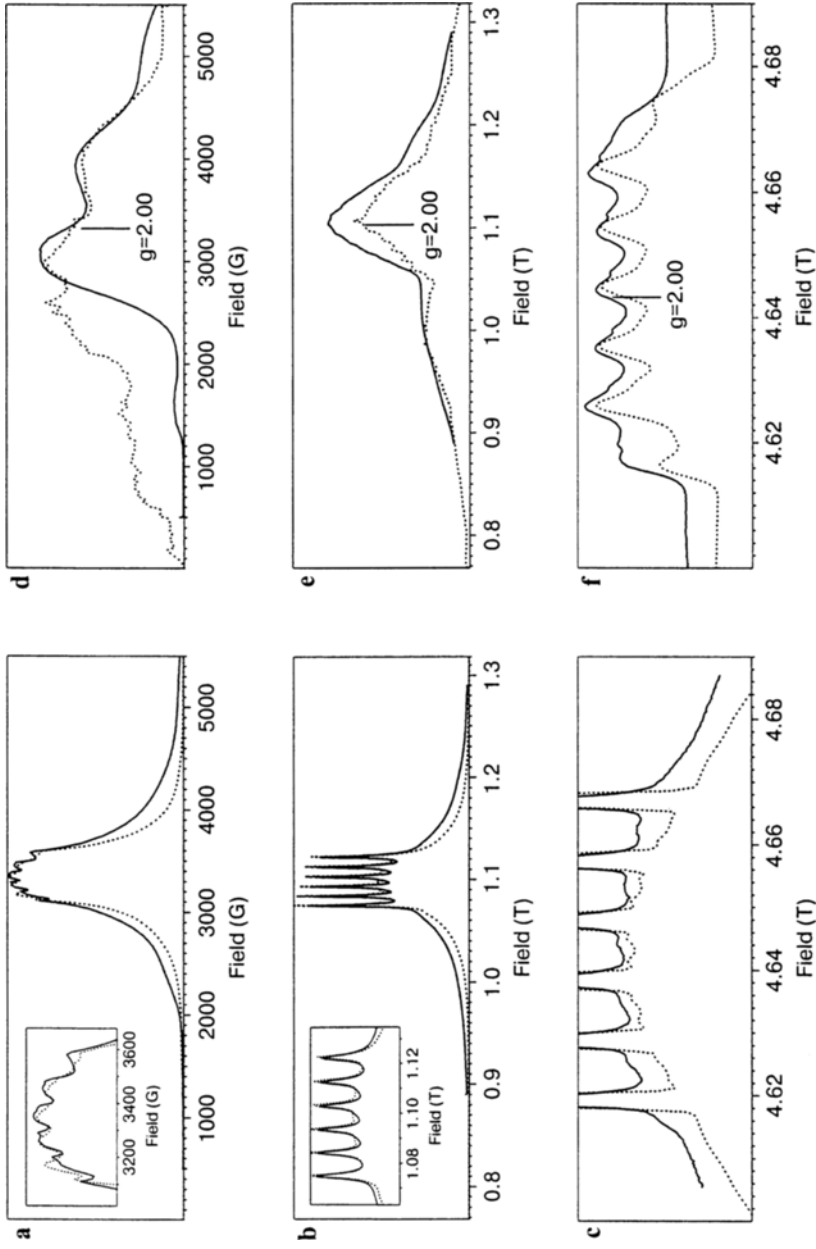 a
3200
3400
3600
Field (G)
1000
2000
3000
4000
5000
Field (G)
b
1.08
1.10
1.12
Field (T)
0.8
0.9
1.0
1.1
1.2
1.3
Field (T)
c
4.62
4.64
4.66
4.68
Field (T)
d
g=2.00
1000
2000
3000
4000
5000
Field (G)
e
g=2.00
0.8
0.9
1.0
1.1
1.2
1.3
Field (T)
f
g=2.00
4.62
4.64
4.66
4.68
Field (T)